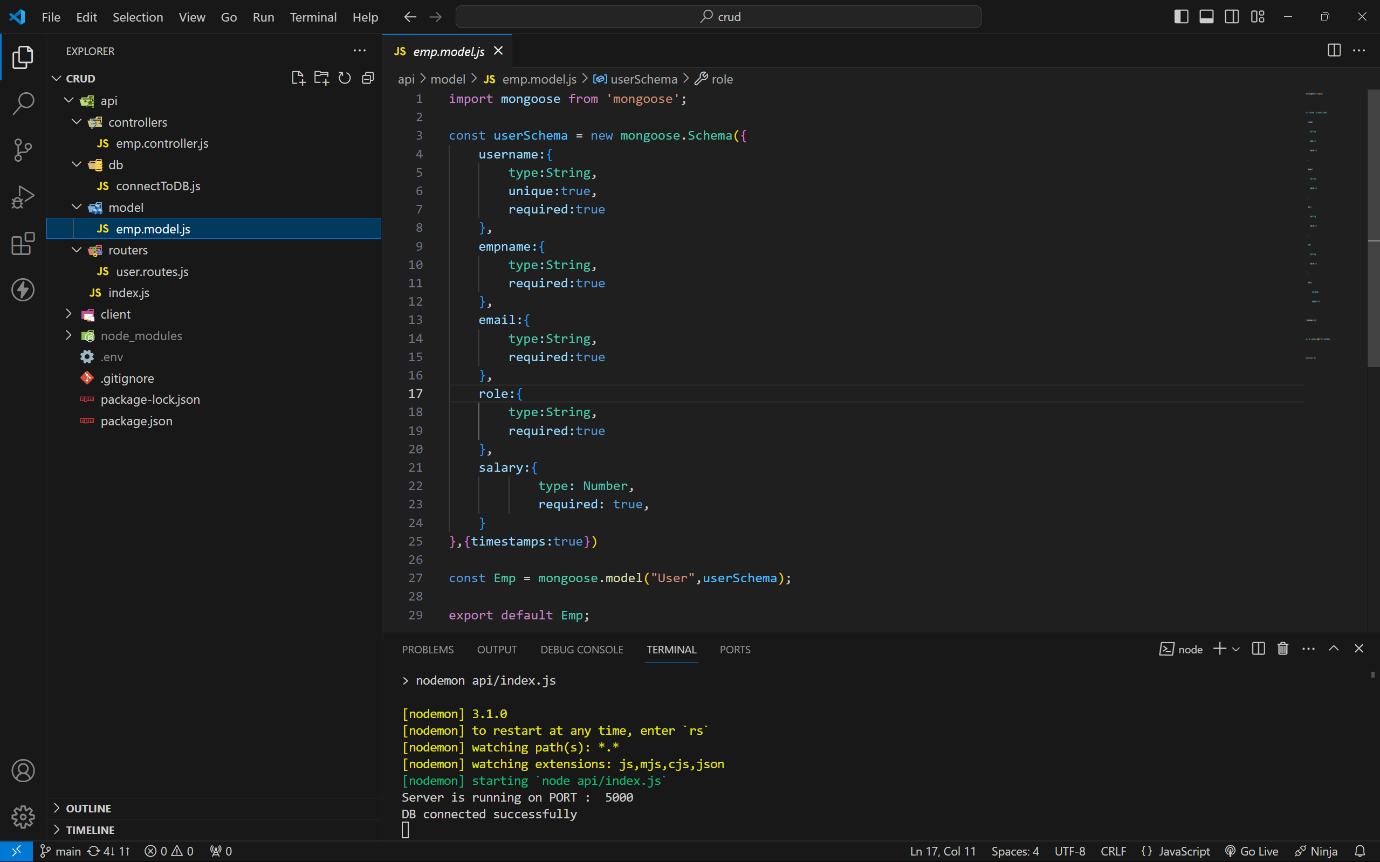 File Edit Selection View Go Run Terminal Help
crud
EXPLORER
CRUD
api
controllers
JS emp.controller.js
db
JS connectToDB.js
model
JS emp.model.js
routers
JS user.routes.js
JS index.js
client
node_modules
.env
.gitignore
package-lock.json
package.json
OUTLINE
TIMELINE
JS emp.model.js
api > model > JS emp.model.js > userSchema > role
1 import mongoose from 'mongoose';
2
3 const userSchema = new mongoose.Schema({
4 username:{
5 type:String,
6 unique:true,
7 required:true
8 },
9 empname:{
10 type:String,
11 required:true
12 },
13 email:{
14 type:String,
15 required:true
16 },
17 role:{
18 type:String,
19 required:true
20 },
21 salary:{
22 type: Number,
23 required: true,
24 }
25 },{timestamps:true})
26
27 const Emp = mongoose.model("User",userSchema);
28
29 export default Emp;
PROBLEMS OUTPUT DEBUG CONSOLE TERMINAL PORTS
node
> nodemon api/index.js
[nodemon] 3.1.0
[nodemon] to restart at any time, enter `rs`
[nodemon] watching path(s): *.*
[nodemon] watching extensions: js,mjs,cjs,json
[nodemon] starting `node api/index.js`
Server is running on PORT : 5000
DB connected successfully
main 4↓ 1↑ 0 0 0
Ln 17, Col 11 Spaces: 4 UTF-8 CRLF {} JavaScript Go Live Ninja